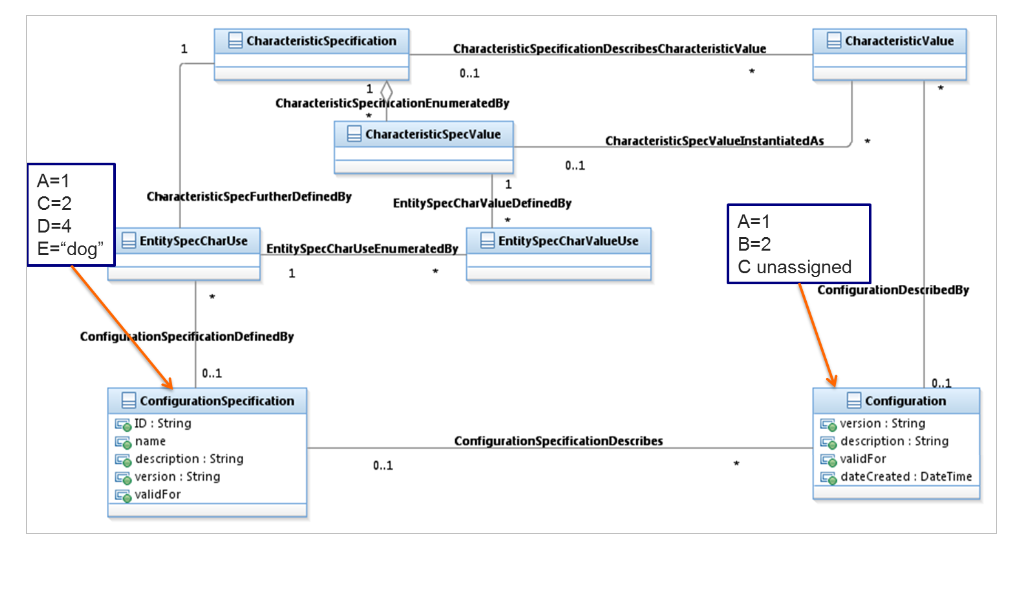 CharacteristicSpecification
CharacteristicValue
1
CharacteristicSpecificationDescribesCharacteristicValue
0..1
*
1
*
CharacteristicSpecificationEnumeratedBy
*
CharacteristicSpecValue
CharacteristicSpecValueInstantiatedAs
*
0..1
A=1
C=2
D=4
E=“dog”
1
CharacteristicSpecFurtherDefinedBy
*
EntitySpecCharValueDefinedBy
*
A=1
B=2
C unassigned
EntitySpecCharUse
EntitySpecCharUseEnumeratedBy
EntitySpecCharValueUse
1
*
ConfigurationDescribedBy
*
ConfigurationSpecificationDefinedBy
0..1
0..1
ConfigurationSpecification
ID : String
name
description : String
version : String
validFor
ConfigurationSpecificationDescribes
0..1
*
Configuration
version : String
description : String
validFor
dateCreated : DateTime